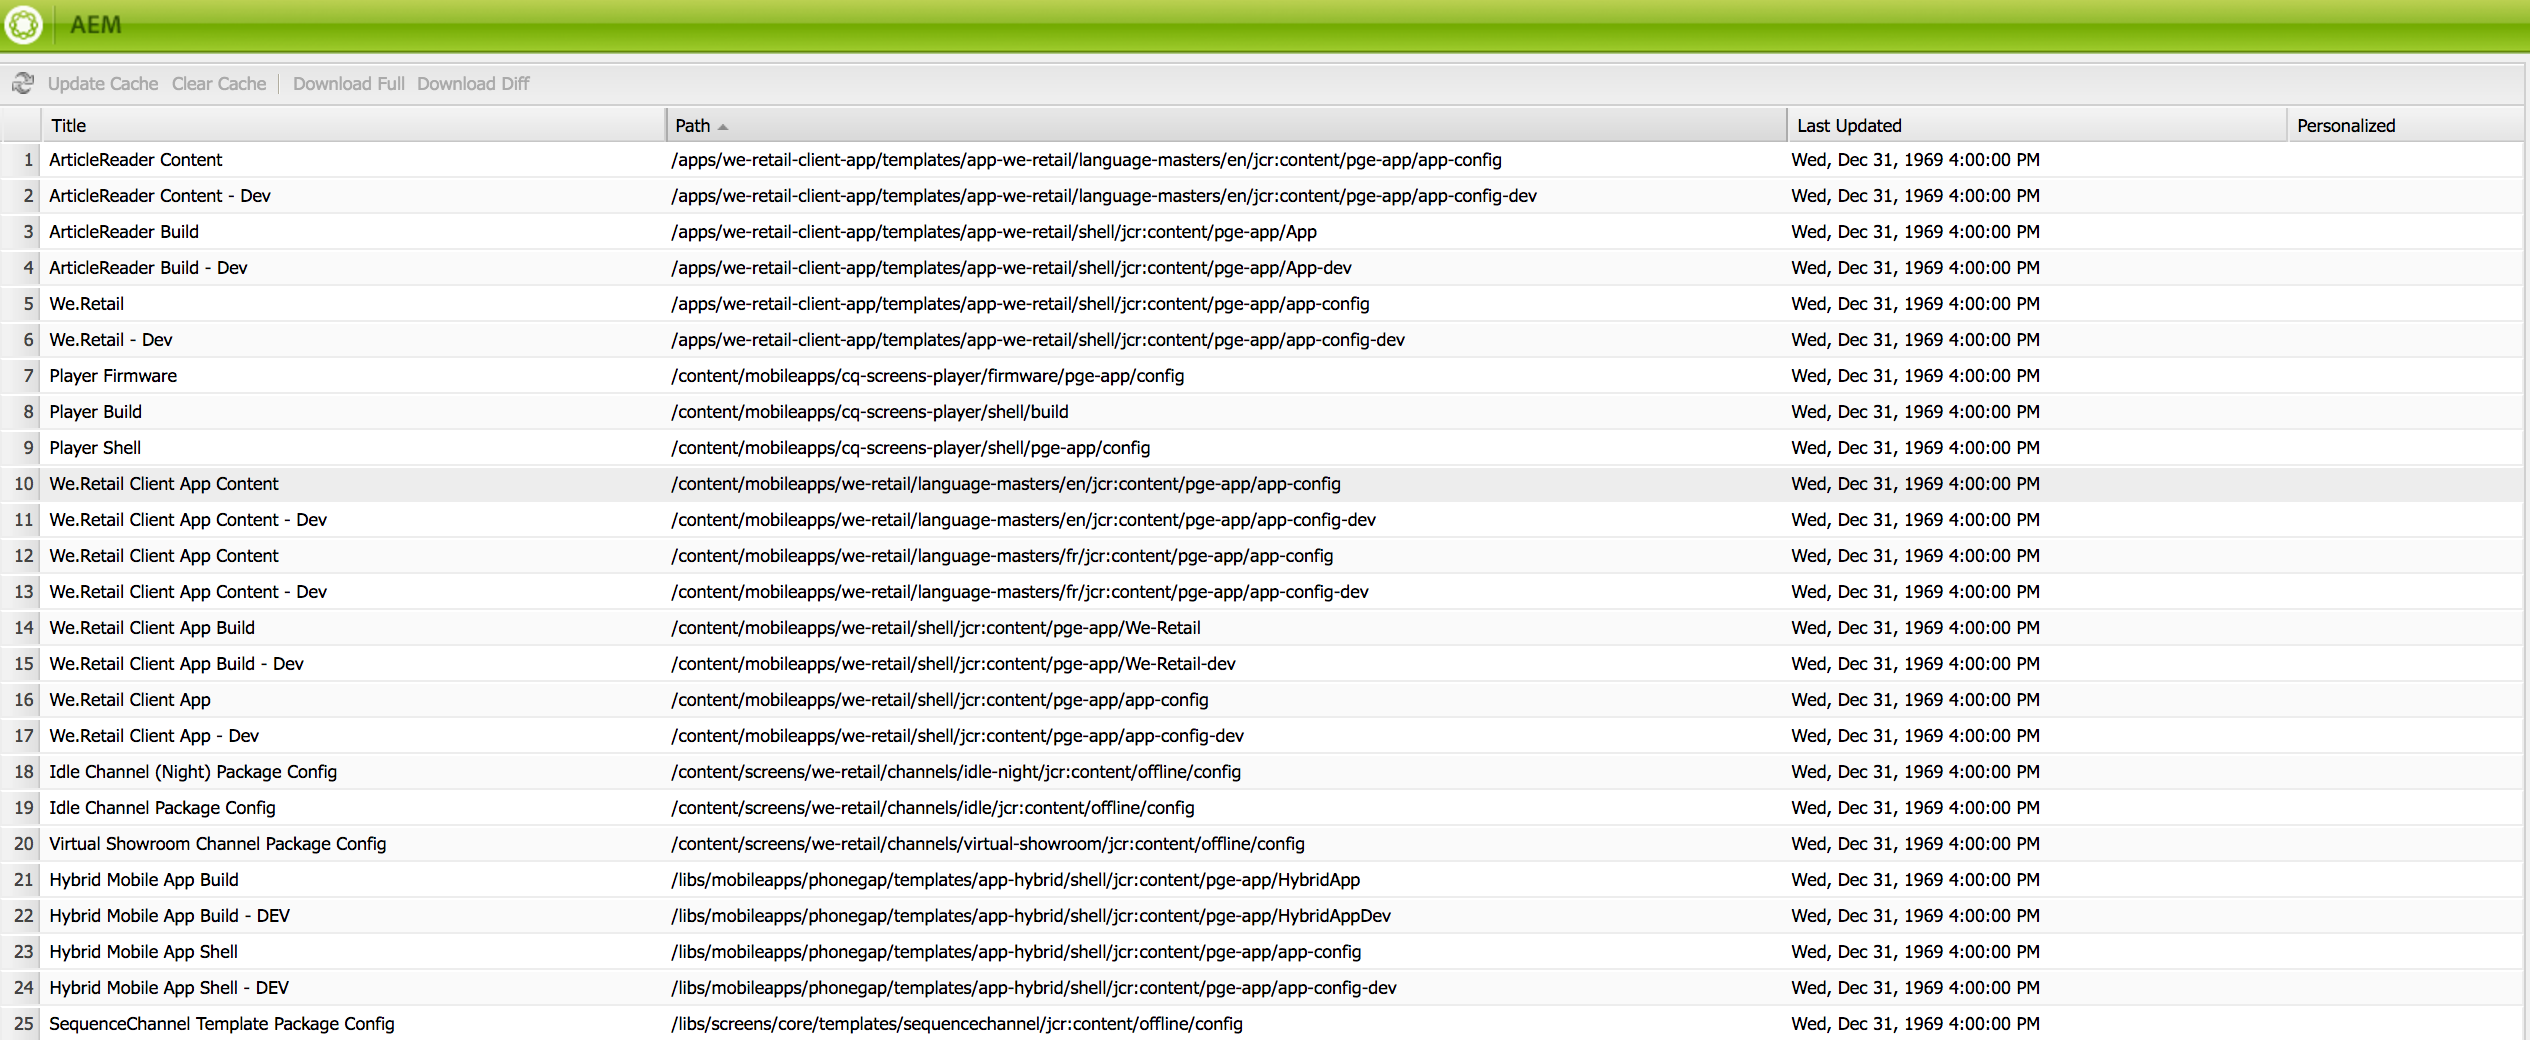 AEM
Update Cache Clear Cache Download Full Download Diff
Title Path Last Updated Personalized
1 ArticleReader Content /apps/we-retail-client-app/templates/app-we-retail/language-masters/en/jcr:content/pge-app/app-config Wed, Dec 31, 1969 4:00:00 PM
2 ArticleReader Content - Dev /apps/we-retail-client-app/templates/app-we-retail/language-masters/en/jcr:content/pge-app/app-config-dev Wed, Dec 31, 1969 4:00:00 PM
3 ArticleReader Build /apps/we-retail-client-app/templates/app-we-retail/shell/jcr:content/pge-app/App Wed, Dec 31, 1969 4:00:00 PM
4 ArticleReader Build - Dev /apps/we-retail-client-app/templates/app-we-retail/shell/jcr:content/pge-app/App-dev Wed, Dec 31, 1969 4:00:00 PM
5 We.Retail /apps/we-retail-client-app/templates/app-we-retail/shell/jcr:content/pge-app/app-config Wed, Dec 31, 1969 4:00:00 PM
6 We.Retail - Dev /apps/we-retail-client-app/templates/app-we-retail/shell/jcr:content/pge-app/app-config-dev Wed, Dec 31, 1969 4:00:00 PM
7 Player Firmware /content/mobileapps/cq-screens-player/firmware/pge-app/config Wed, Dec 31, 1969 4:00:00 PM
8 Player Build /content/mobileapps/cq-screens-player/shell/build Wed, Dec 31, 1969 4:00:00 PM
9 Player Shell /content/mobileapps/cq-screens-player/shell/pge-app/config Wed, Dec 31, 1969 4:00:00 PM
10 We.Retail Client App Content /content/mobileapps/we-retail/language-masters/en/jcr:content/pge-app/app-config Wed, Dec 31, 1969 4:00:00 PM
11 We.Retail Client App Content - Dev /content/mobileapps/we-retail/language-masters/en/jcr:content/pge-app/app-config-dev Wed, Dec 31, 1969 4:00:00 PM
12 We.Retail Client App Content /content/mobileapps/we-retail/language-masters/fr/jcr:content/pge-app/app-config Wed, Dec 31, 1969 4:00:00 PM
13 We.Retail Client App Content - Dev /content/mobileapps/we-retail/language-masters/fr/jcr:content/pge-app/app-config-dev Wed, Dec 31, 1969 4:00:00 PM
14 We.Retail Client App Build /content/mobileapps/we-retail/shell/jcr:content/pge-app/We-Retail Wed, Dec 31, 1969 4:00:00 PM
15 We.Retail Client App Build - Dev /content/mobileapps/we-retail/shell/jcr:content/pge-app/We-Retail-dev Wed, Dec 31, 1969 4:00:00 PM
16 We.Retail Client App /content/mobileapps/we-retail/shell/jcr:content/pge-app/app-config Wed, Dec 31, 1969 4:00:00 PM
17 We.Retail Client App - Dev /content/mobileapps/we-retail/shell/jcr:content/pge-app/app-config-dev Wed, Dec 31, 1969 4:00:00 PM
18 Idle Channel (Night) Package Config /content/screens/we-retail/channels/idle-night/jcr:content/offline/config Wed, Dec 31, 1969 4:00:00 PM
19 Idle Channel Package Config /content/screens/we-retail/channels/idle/jcr:content/offline/config Wed, Dec 31, 1969 4:00:00 PM
20 Virtual Showroom Channel Package Config /content/screens/we-retail/channels/virtual-showroom/jcr:content/offline/config Wed, Dec 31, 1969 4:00:00 PM
21 Hybrid Mobile App Build /libs/mobileapps/phonegap/templates/app-hybrid/shell/jcr:content/pge-app/HybridApp Wed, Dec 31, 1969 4:00:00 PM
22 Hybrid Mobile App Build - DEV /libs/mobileapps/phonegap/templates/app-hybrid/shell/jcr:content/pge-app/HybridAppDev Wed, Dec 31, 1969 4:00:00 PM
23 Hybrid Mobile App Shell /libs/mobileapps/phonegap/templates/app-hybrid/shell/jcr:content/pge-app/app-config Wed, Dec 31, 1969 4:00:00 PM
24 Hybrid Mobile App Shell - DEV /libs/mobileapps/phonegap/templates/app-hybrid/shell/jcr:content/pge-app/app-config-dev Wed, Dec 31, 1969 4:00:00 PM
25 SequenceChannel Template Package Config /libs/screens/core/templates/sequencechannel/jcr:content/offline/config Wed, Dec 31, 1969 4:00:00 PM